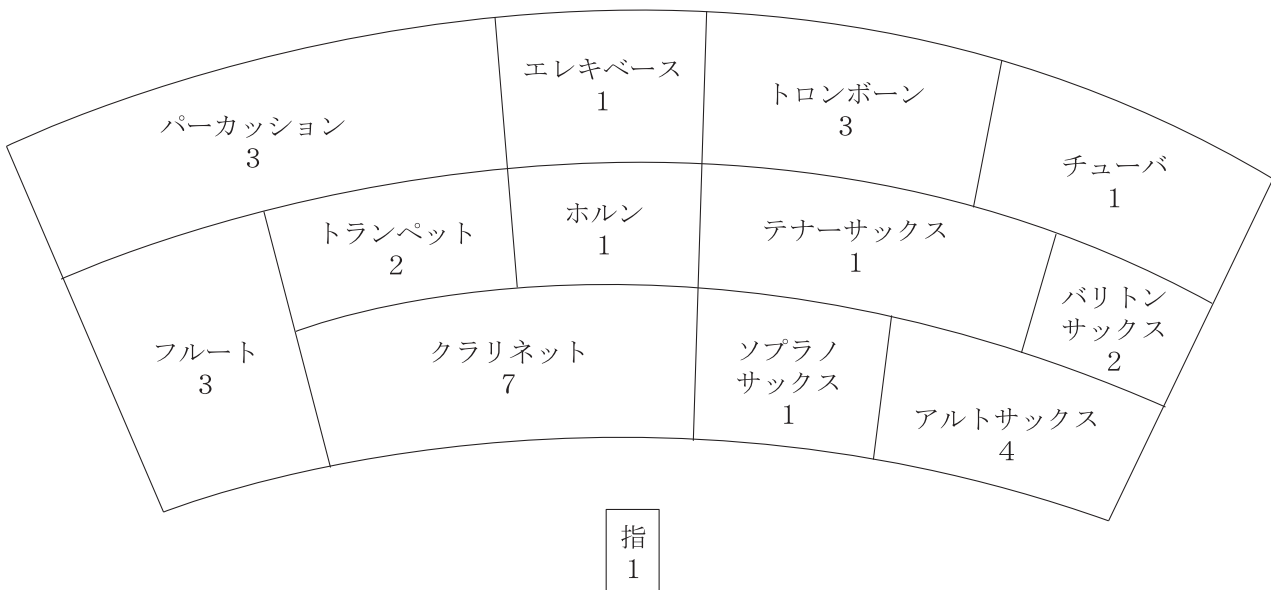 エレキベース
1
トロンボーン
3
パーカッション
3
チューバ
1
ホルン
1
トランペット
2
テナーサックス
1
バリトン
サックス
2
フルート
3
クラリネット
7
ソプラノ
サックス
1
アルトサックス
4
指
1